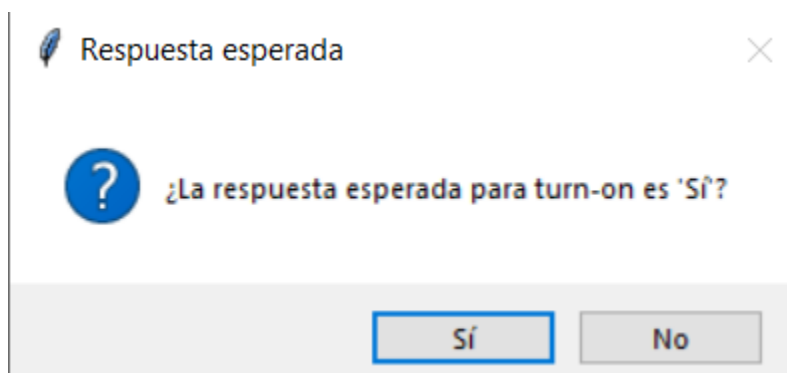 Respuesta esperada
¿La respuesta esperada para turn-on es 'Sí'?
Sí
No